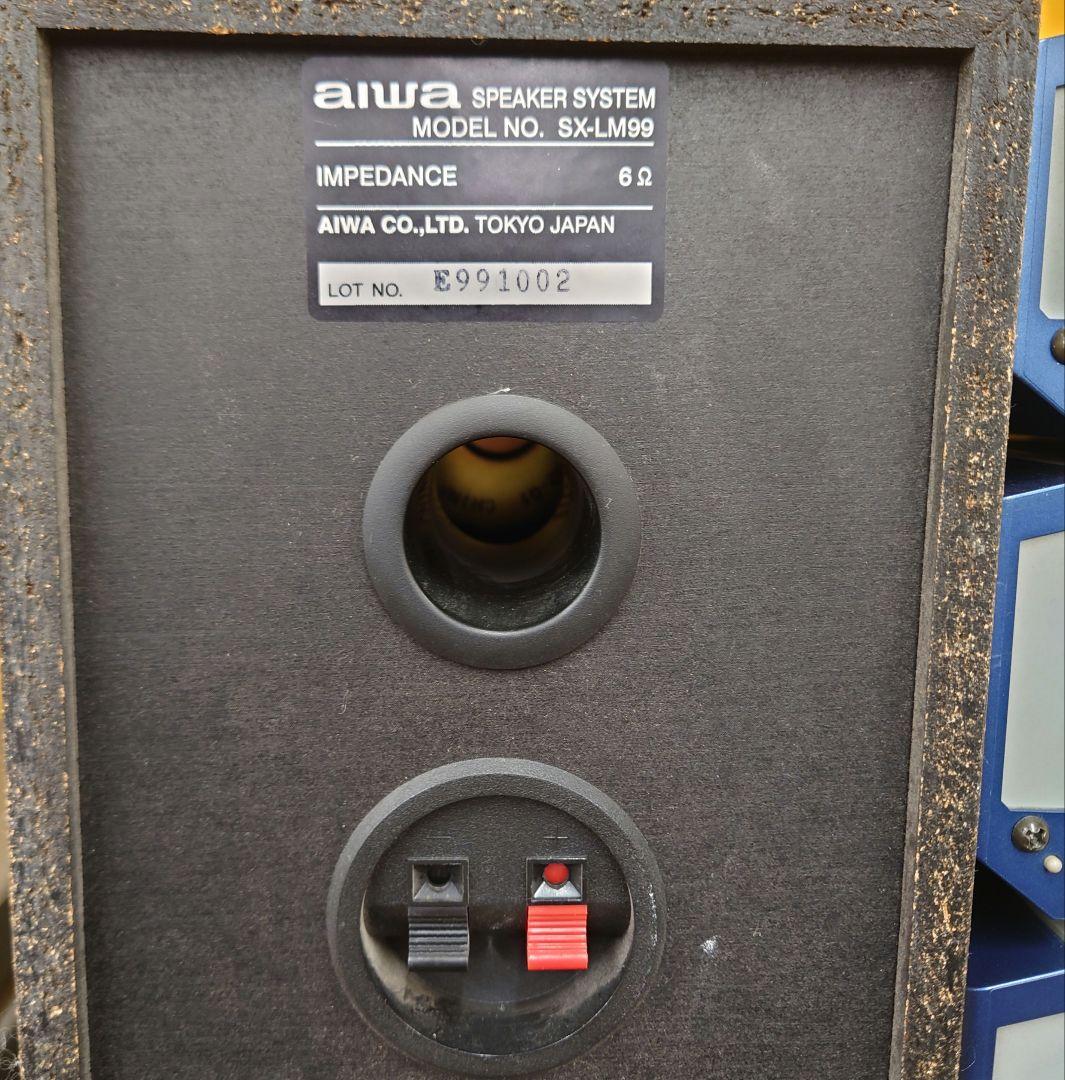 aiwa SPEAKER SYSTEM
MODEL NO. SX-LM99
IMPEDANCE 6Ω
AIWA CO.,LTD. TOKYO JAPAN
LOT NO. E991002
− +